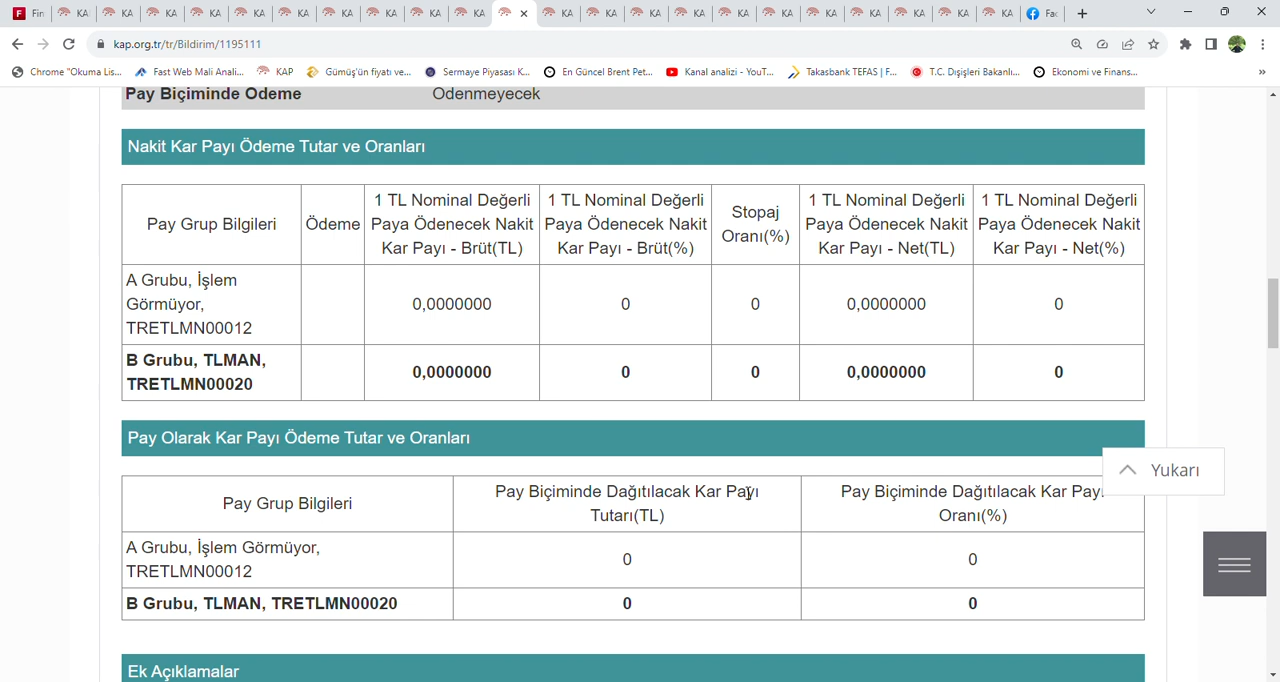 Fin KA KA KA KA KA KA KA KA KA KA KA KA KA KA KA KA KA KA KA KA KA Fac
kap.org.tr/tr/Bildirim/1195111
Chrome "Okuma Lis... Fast Web Mali Anali... KAP Gümüş'ün fiyatı ve... Sermaye Piyasası K... En Güncel Brent Pet... Kanal analizi - YouT... Takasbank TEFAS | F... T.C. Dışişleri Bakanlı... Ekonomi ve Finans... »
Pay Biçiminde Ödeme Ödenmeyecek
Nakit Kar Payı Ödeme Tutar ve Oranları
Pay Grup Bilgileri
Ödeme
1 TL Nominal Değerli
Paya Ödenecek Nakit
Kar Payı - Brüt(TL)
1 TL Nominal Değerli
Paya Ödenecek Nakit
Kar Payı - Brüt(%)
Stopaj
Oranı(%)
1 TL Nominal Değerli
Paya Ödenecek Nakit
Kar Payı - Net(TL)
1 TL Nominal Değerli
Paya Ödenecek Nakit
Kar Payı - Net(%)
A Grubu, İşlem
Görmüyor,
TRETLMN00012
0,0000000 0 0 0,0000000 0
B Grubu, TLMAN,
TRETLMN00020
0,0000000 0 0 0,0000000 0
Pay Olarak Kar Payı Ödeme Tutar ve Oranları
Yukarı
Pay Grup Bilgileri
Pay Biçiminde Dağıtılacak Kar Payı
Tutarı(TL)
Pay Biçiminde Dağıtılacak Kar Payı
Oranı(%)
A Grubu, İşlem Görmüyor,
TRETLMN00012
0 0
B Grubu, TLMAN, TRETLMN00020 0 0
Ek Açıklamalar